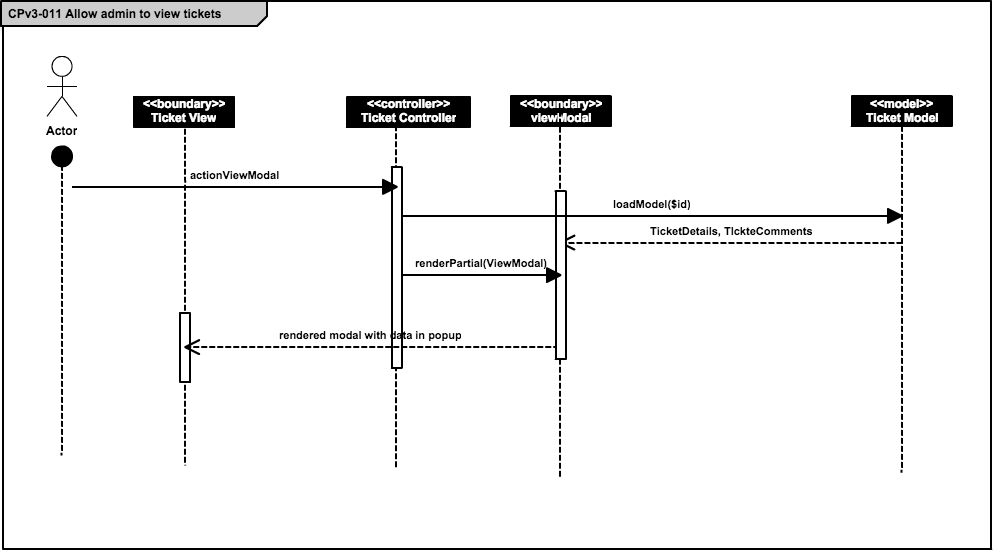 CPv3-011 Allow admin to view tickets
Actor
<<boundary>>
Ticket View
<<controller>>
Ticket Controller
<<boundary>>
viewModal
<<model>>
Ticket Model
actionViewModal
loadModel($id)
TicketDetails, TIckteComments
renderPartial(ViewModal)
rendered modal with data in popup